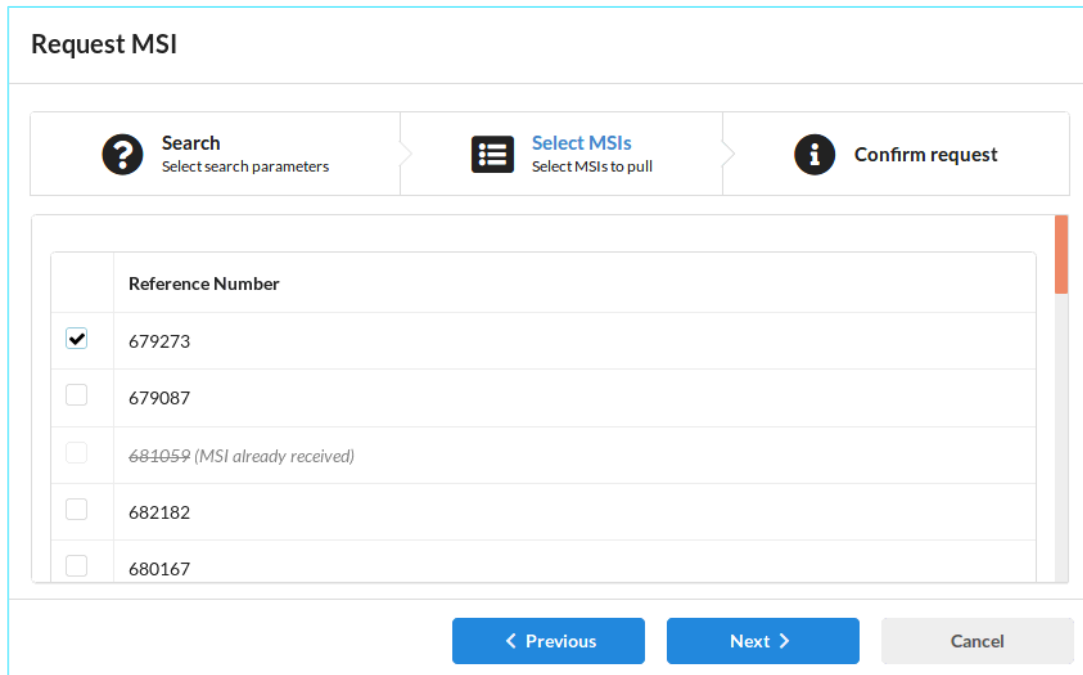 Request MSI
Search
Select search parameters
Select MSIs
Select MSIs to pull
Confirm request
Reference Number
679273
679087
681059 (MSI already received)
682182
680167
Previous
Next
Cancel